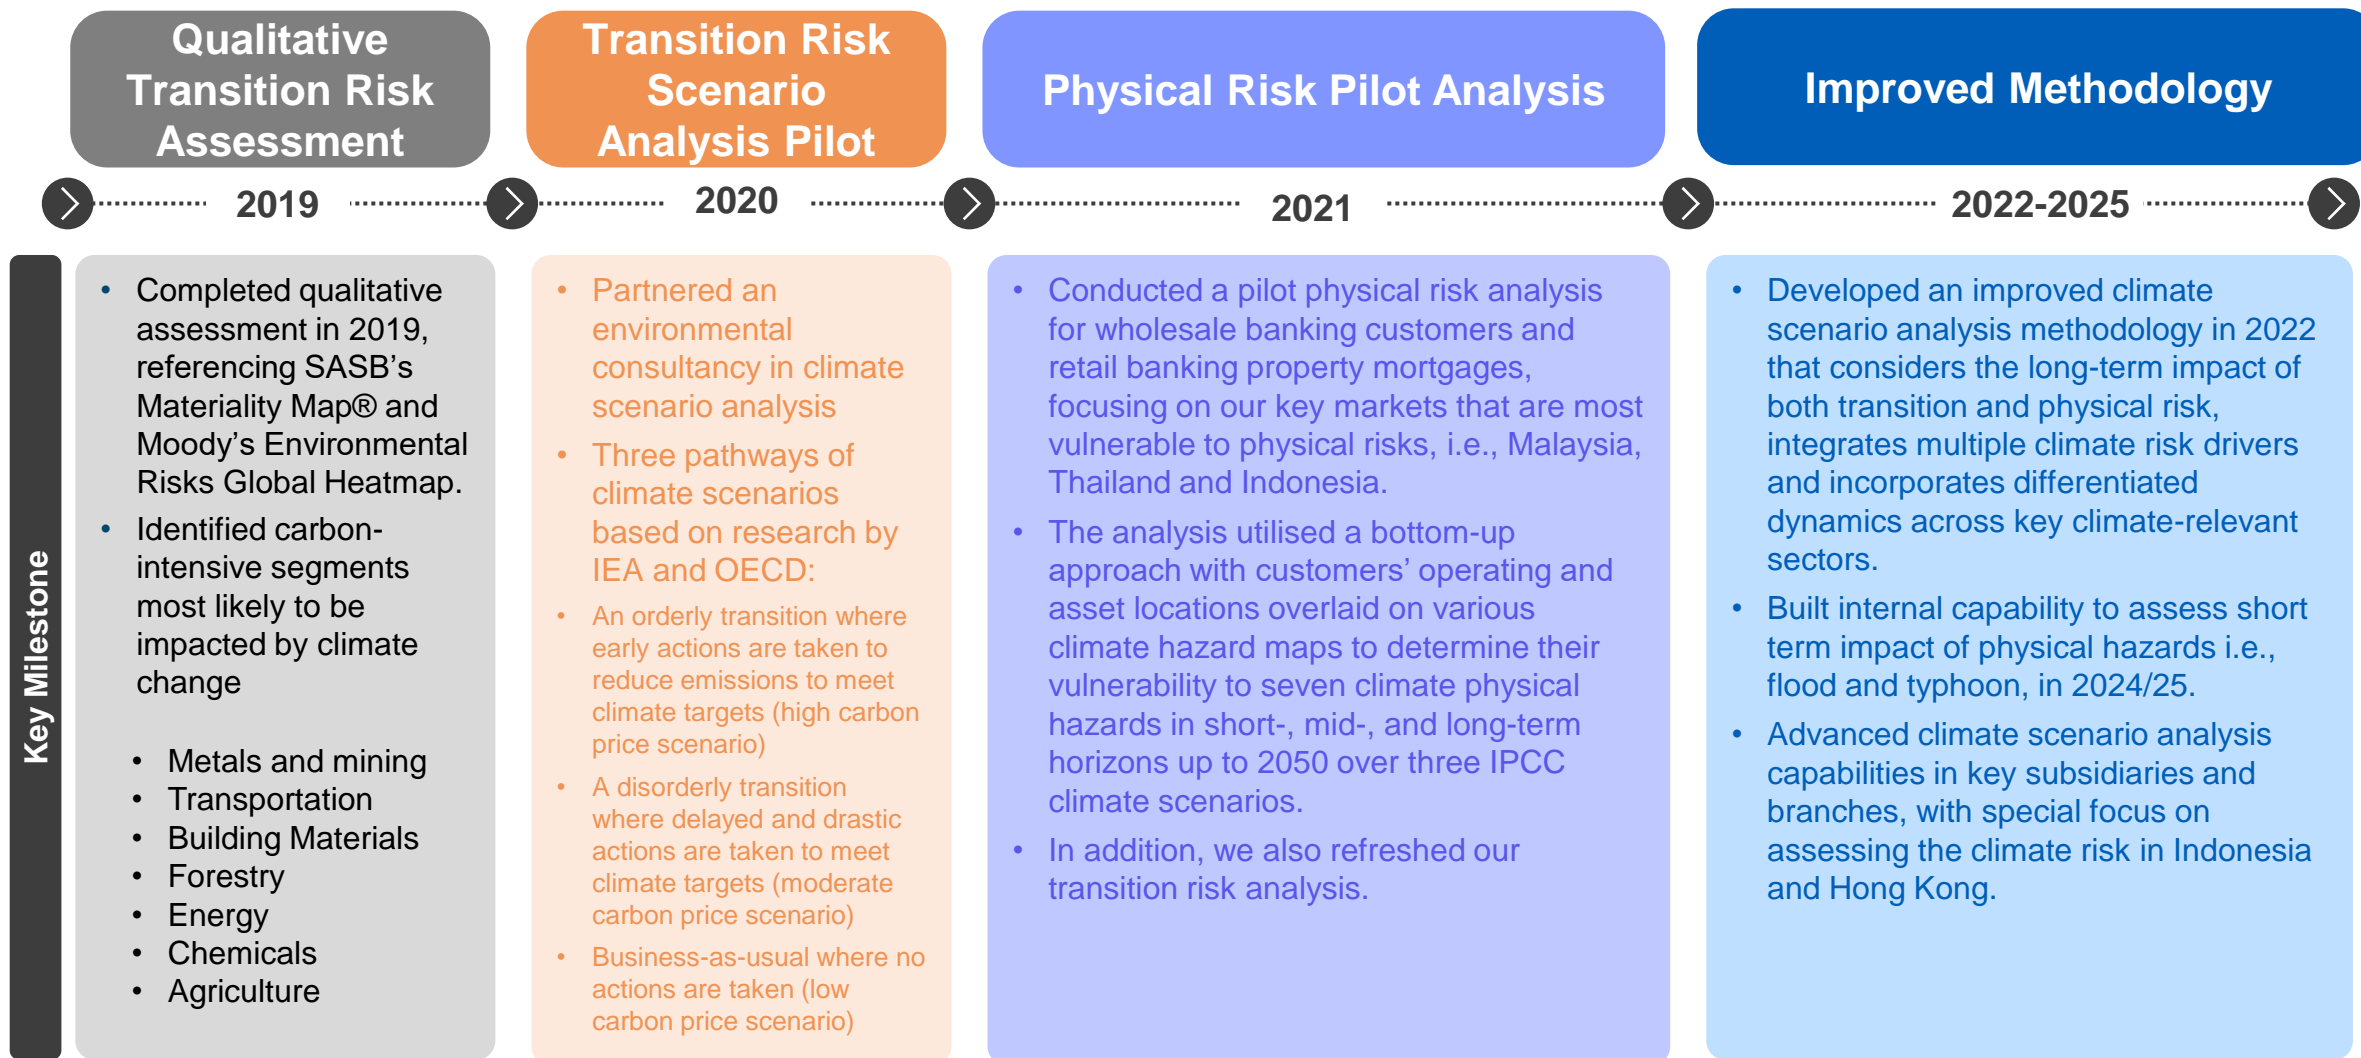 Qualitative
Transition Risk
Assessment
Transition Risk
Scenario
Analysis Pilot
Physical Risk Pilot Analysis
Improved Methodology
2019
2020
2021
2022-2025
Key Milestone
• Completed qualitative
assessment in 2019,
referencing SASB’s
Materiality Map® and
Moody’s Environmental
Risks Global Heatmap.
• Identified carbon-
intensive segments
most likely to be
impacted by climate
change
• Metals and mining
• Transportation
• Building Materials
• Forestry
• Energy
• Chemicals
• Agriculture
• Partnered an
environmental
consultancy in climate
scenario analysis
• Three pathways of
climate scenarios
based on research by
IEA and OECD:
• An orderly transition where
early actions are taken to
reduce emissions to meet
climate targets (high carbon
price scenario)
• A disorderly transition
where delayed and drastic
actions are taken to meet
climate targets (moderate
carbon price scenario)
• Business-as-usual where no
actions are taken (low
carbon price scenario)
• Conducted a pilot physical risk analysis
for wholesale banking customers and
retail banking property mortgages,
focusing on our key markets that are most
vulnerable to physical risks, i.e., Malaysia,
Thailand and Indonesia.
• The analysis utilised a bottom-up
approach with customers’ operating and
asset locations overlaid on various
climate hazard maps to determine their
vulnerability to seven climate physical
hazards in short-, mid-, and long-term
horizons up to 2050 over three IPCC
climate scenarios.
• In addition, we also refreshed our
transition risk analysis.
• Developed an improved climate
scenario analysis methodology in 2022
that considers the long-term impact of
both transition and physical risk,
integrates multiple climate risk drivers
and incorporates differentiated
dynamics across key climate-relevant
sectors.
• Built internal capability to assess short
term impact of physical hazards i.e.,
flood and typhoon, in 2024/25.
• Advanced climate scenario analysis
capabilities in key subsidiaries and
branches, with special focus on
assessing the climate risk in Indonesia
and Hong Kong.